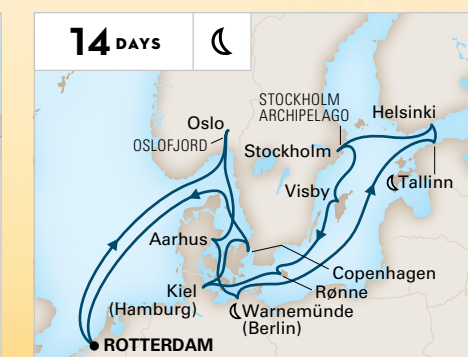 14 DAYS
STOCKHOLM
ARCHIPELAGO
Helsinki
Oslo
OSLOFJORD
Stockholm
Tallinn
Visby
Aarhus
Copenhagen
Kiel
(Hamburg)
Rønne
Warnemünde
(Berlin)
ROTTERDAM